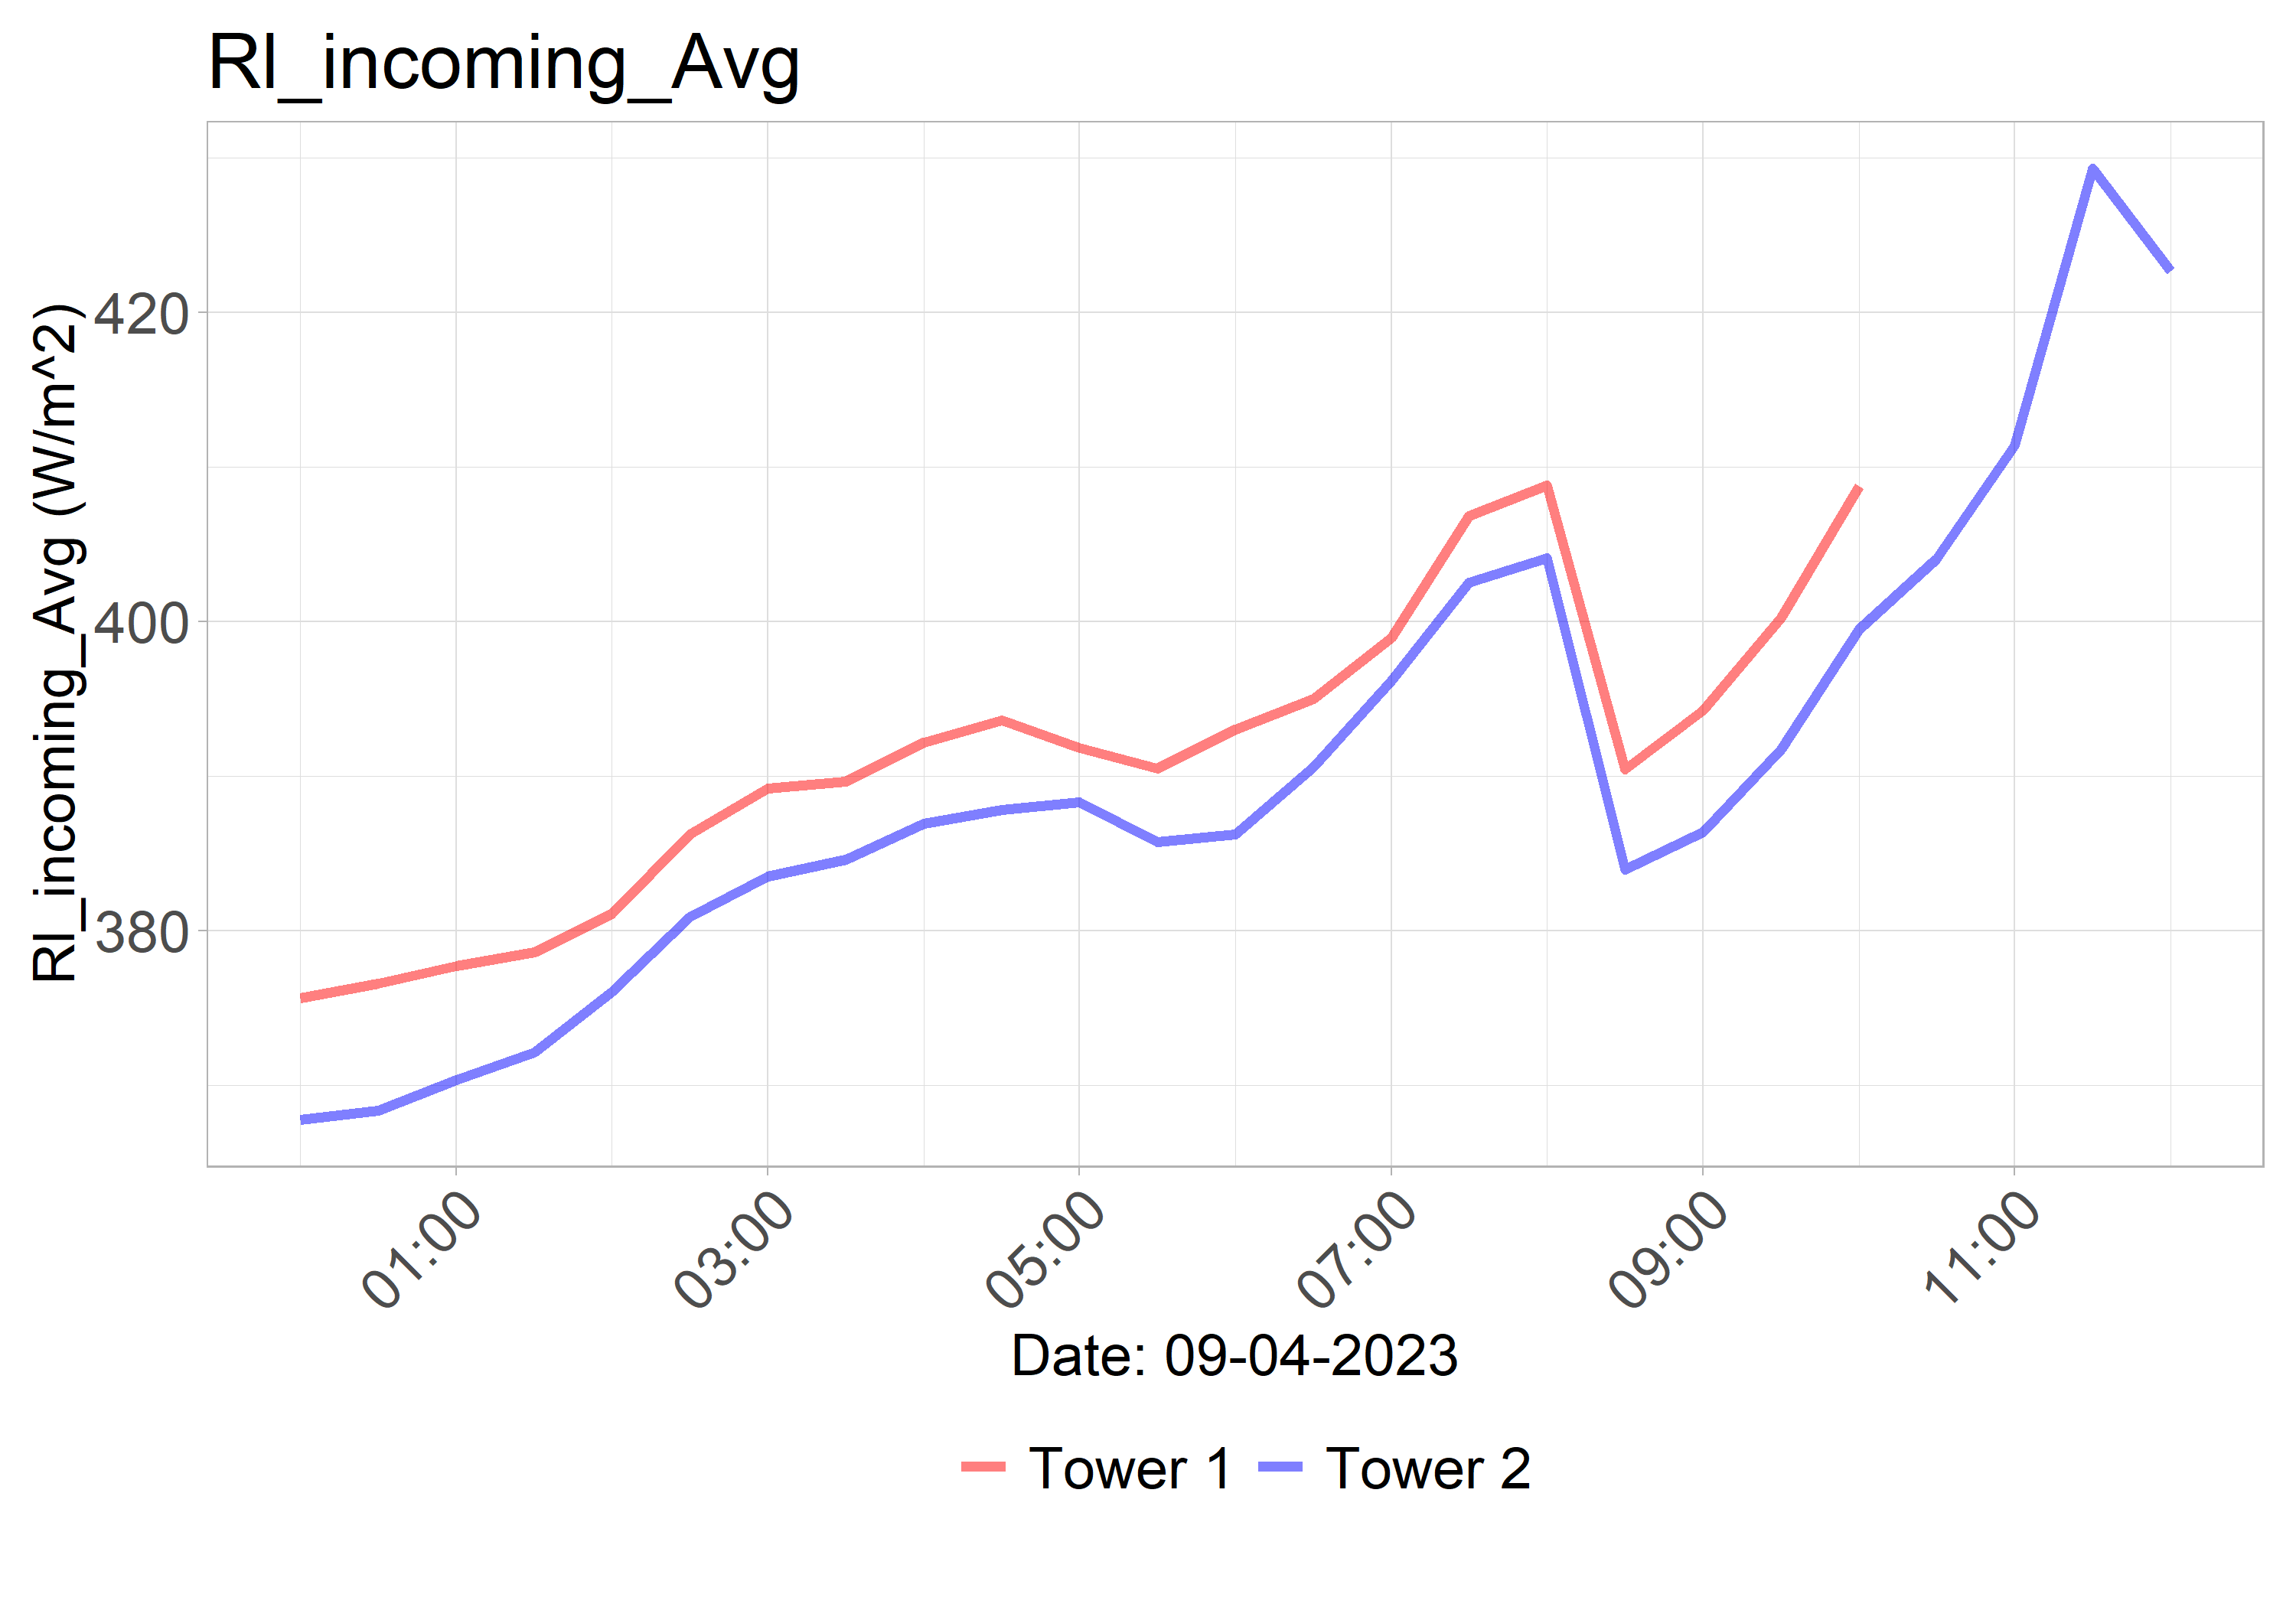 Rl_incoming_Avg
Rl_incoming_Avg (W/m^2)
420
400
380
01:00
03:00
05:00
07:00
09:00
11:00
Date: 09-04-2023
Tower 1
Tower 2